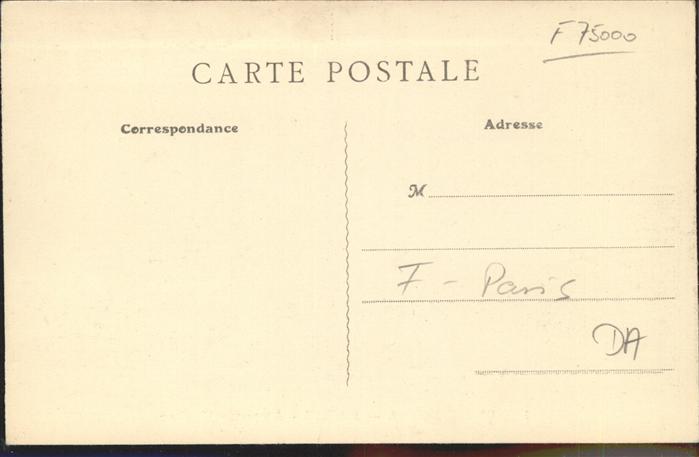 F 75000
CARTE POSTALE
Correspondance
Adresse
M
F - Paris
DA